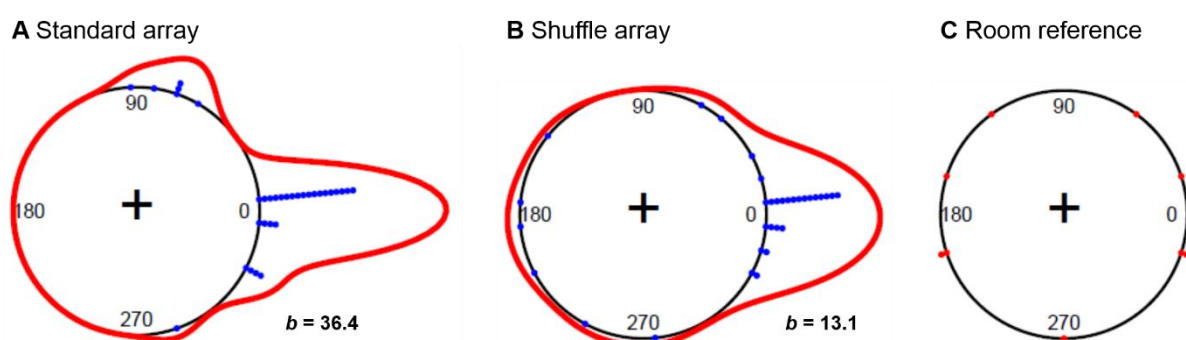 A Standard array
90
180
0
270
b = 36.4
B Shuffle array
90
180
0
270
b = 13.1
C Room reference
90
180
0
270